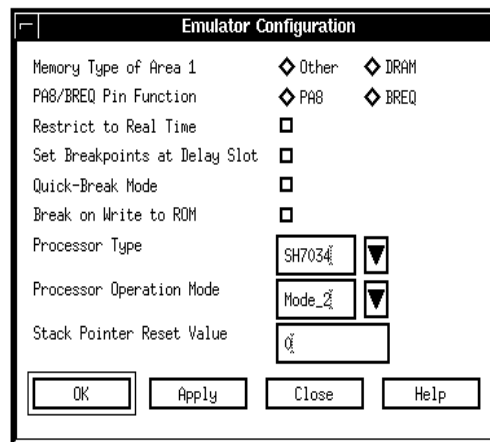 Emulator Configuration
Memory Type of Area 1 Other DRAM
PA8/BREQ Pin Function PA8 BREQ
Restrict to Real Time
Set Breakpoints at Delay Slot
Quick-Break Mode
Break on Write to ROM
Processor Type SH7034
Processor Operation Mode Mode_2
Stack Pointer Reset Value 0
OK Apply Close Help